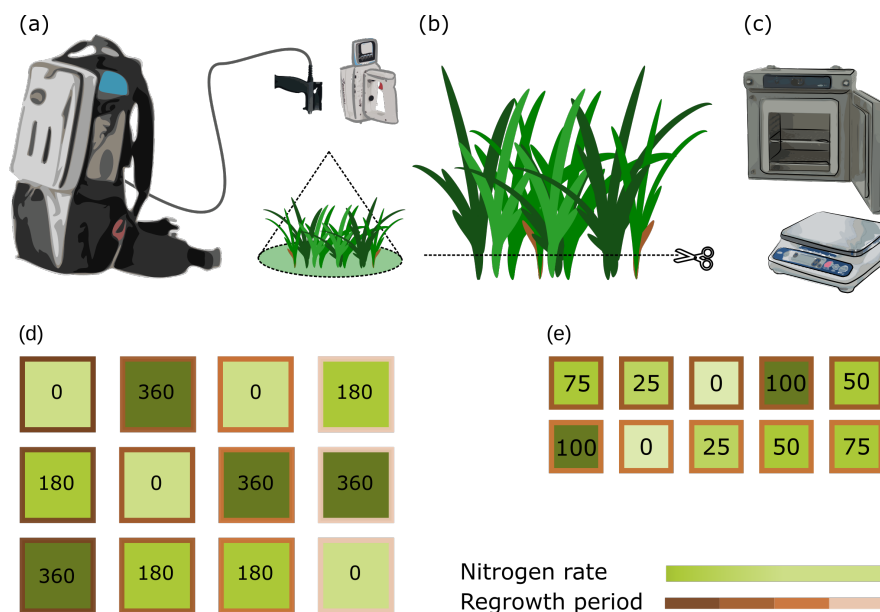 (a)
(b)
(c)
(d)
(e)
0 360 0 180
75 25 0 100 50
100 0 25 50 75
180 0 360 360
360 180 180 0
Nitrogen rate
Regrowth period